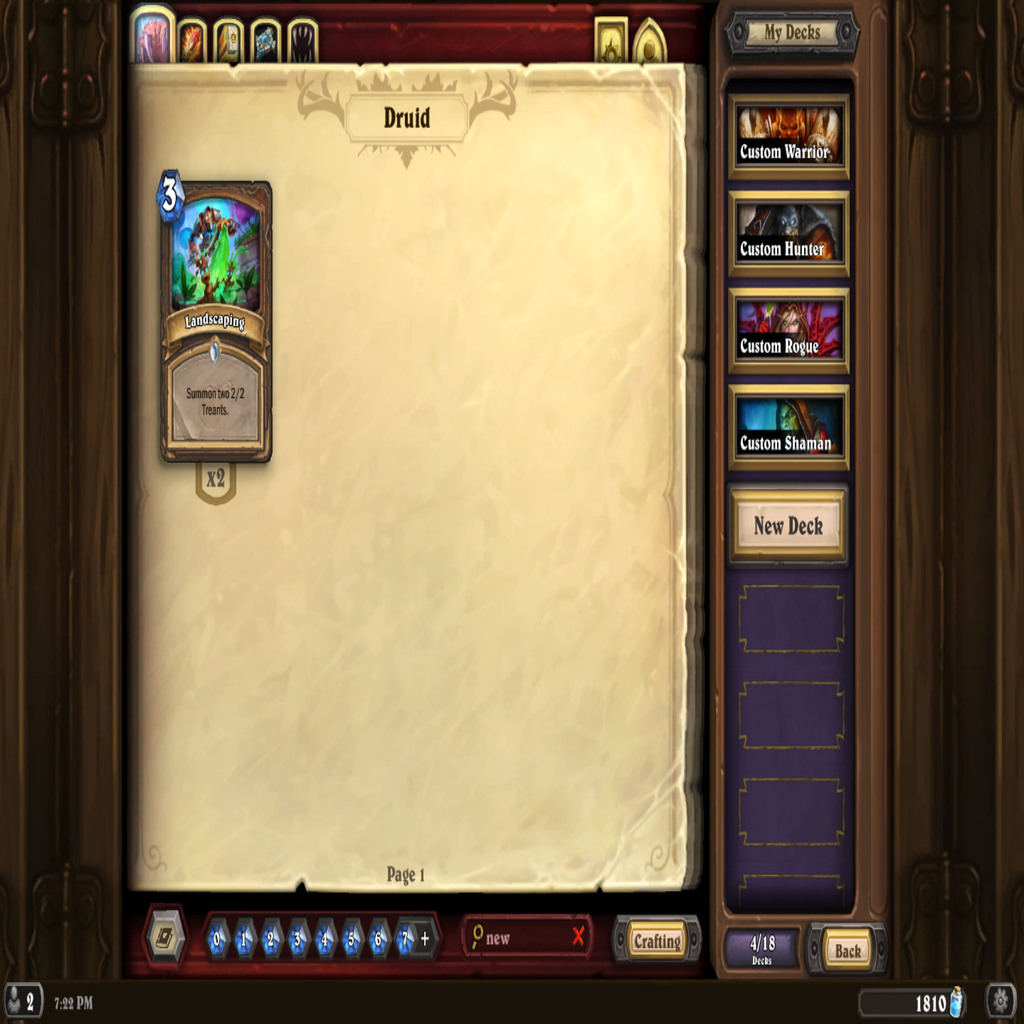 My Decks
Druid
3
Landscaping
Summon two 2/2
Treants.
x2
Custom Warrior
Custom Hunter
Custom Rogue
Custom Shaman
New Deck
Page 1
0 1 2 3 4 5 6 7 +
new
Crafting
4/18
Decks
Back
2
7:22 PM
1810